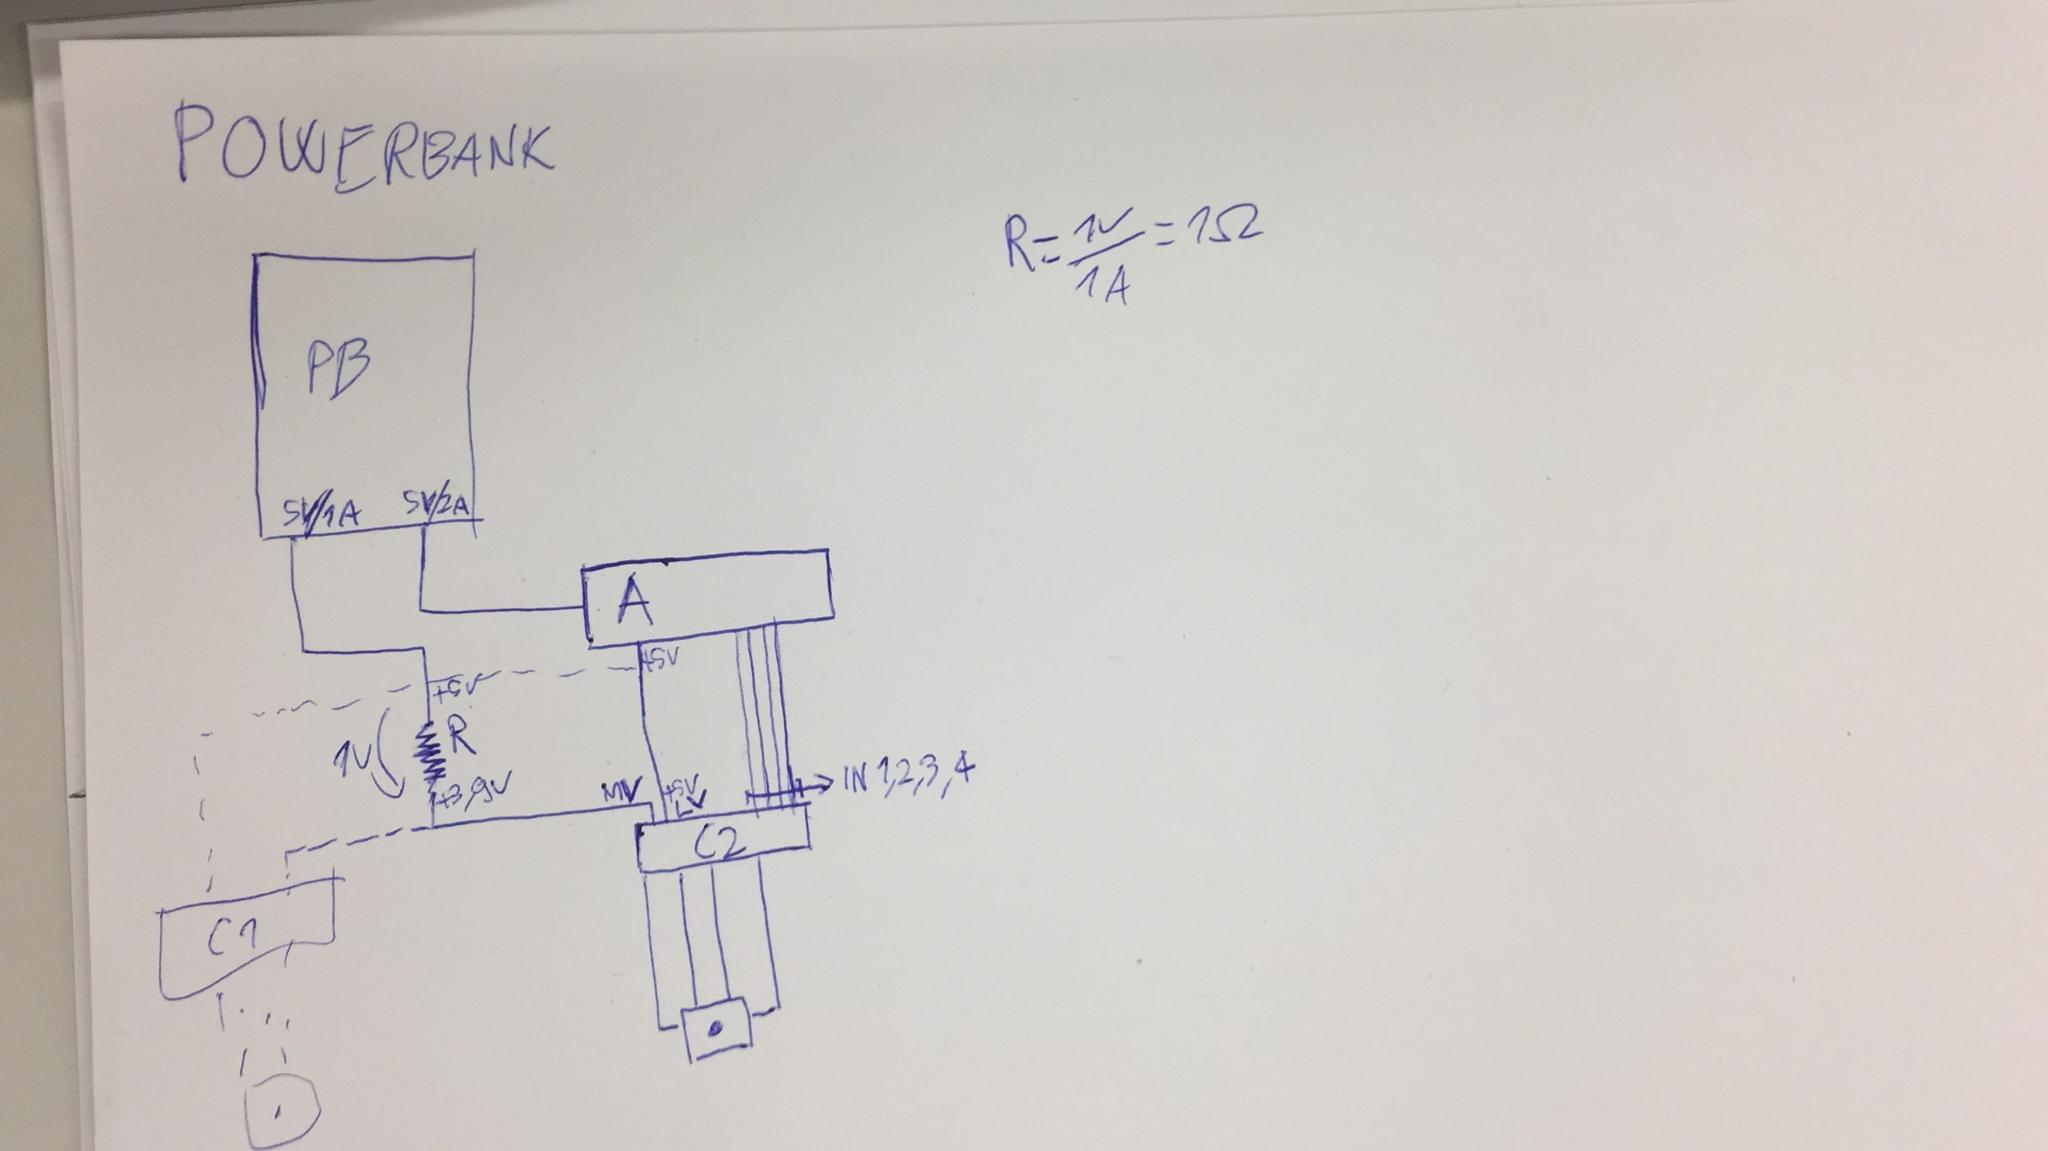 POWERBANK
R = 1V/1A = 1Ω
PB
5V/1A 5V/2A
A
+5V
+5V
R
1V
+3,9V
MV
+5V
LV
IN 1,2,3,4
C2
C1